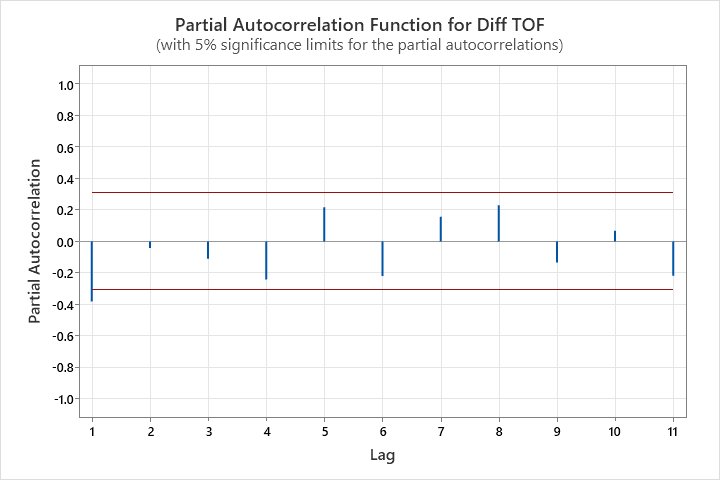 Partial Autocorrelation Function for Diff TOF
(with 5% significance limits for the partial autocorrelations)
Partial Autocorrelation
1.0
0.8
0.6
0.4
0.2
0.0
-0.2
-0.4
-0.6
-0.8
-1.0
1 2 3 4 5 6 7 8 9 10 11
Lag